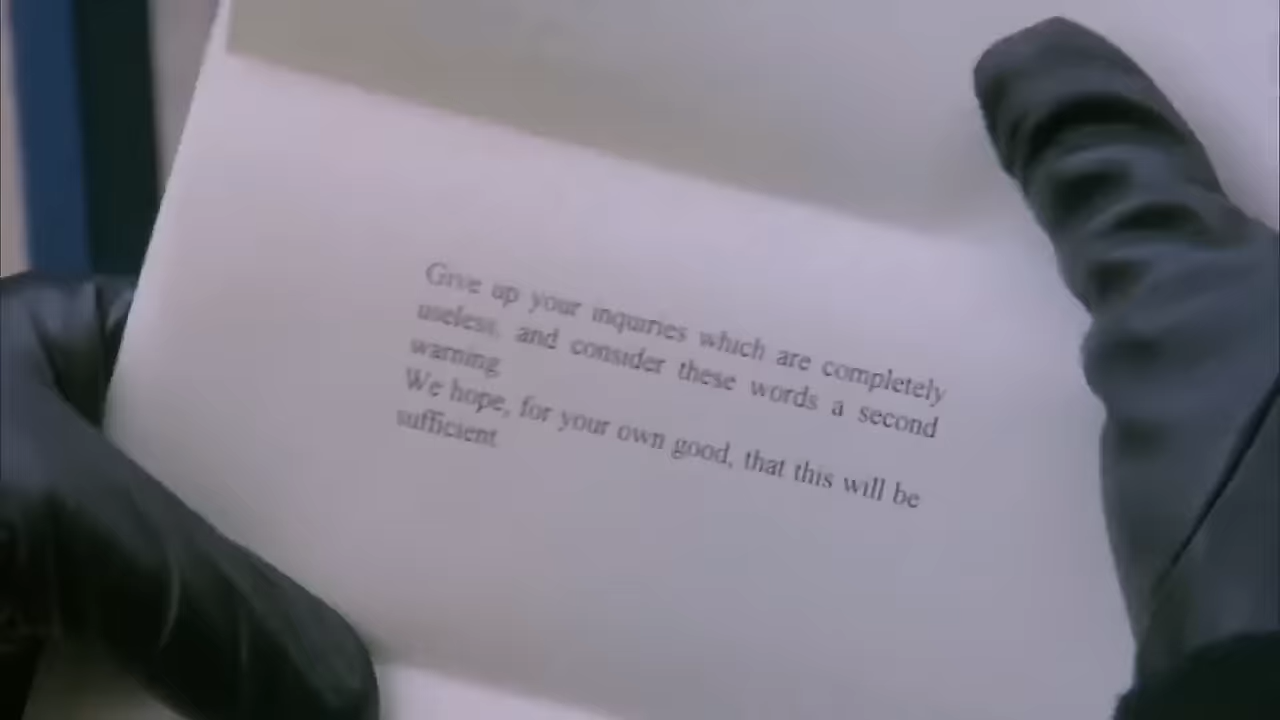 Give up your inquiries which are completely
useless, and consider these words a second
warning.
We hope, for your own good, that this will be
sufficient.